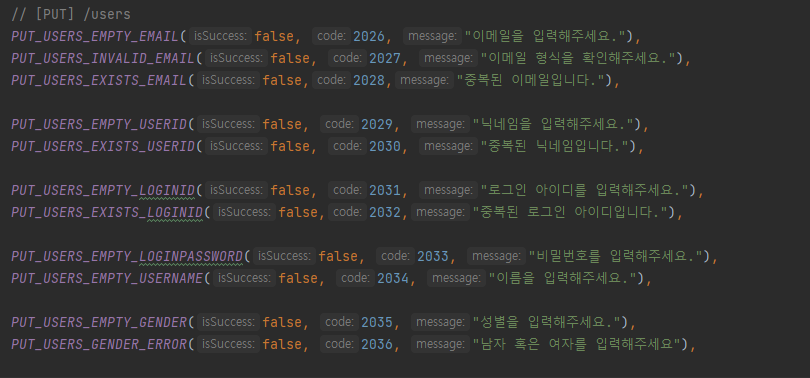 // [PUT] /users
PUT_USERS_EMPTY_EMAIL( isSuccess: false, code: 2026, message: "이메일을 입력해주세요."),
PUT_USERS_INVALID_EMAIL( isSuccess: false, code: 2027, message: "이메일 형식을 확인해주세요."),
PUT_USERS_EXISTS_EMAIL( isSuccess: false, code: 2028, message: "중복된 이메일입니다."),
PUT_USERS_EMPTY_USERID( isSuccess: false, code: 2029, message: "닉네임을 입력해주세요."),
PUT_USERS_EXISTS_USERID( isSuccess: false, code: 2030, message: "중복된 닉네임입니다."),
PUT_USERS_EMPTY_LOGINID( isSuccess: false, code: 2031, message: "로그인 아이디를 입력해주세요."),
PUT_USERS_EXISTS_LOGINID( isSuccess: false, code: 2032, message: "중복된 로그인 아이디입니다."),
PUT_USERS_EMPTY_LOGINPASSWORD( isSuccess: false, code: 2033, message: "비밀번호를 입력해주세요."),
PUT_USERS_EMPTY_USERNAME( isSuccess: false, code: 2034, message: "이름을 입력해주세요."),
PUT_USERS_EMPTY_GENDER( isSuccess: false, code: 2035, message: "성별을 입력해주세요."),
PUT_USERS_GENDER_ERROR( isSuccess: false, code: 2036, message: "남자 혹은 여자를 입력해주세요"),